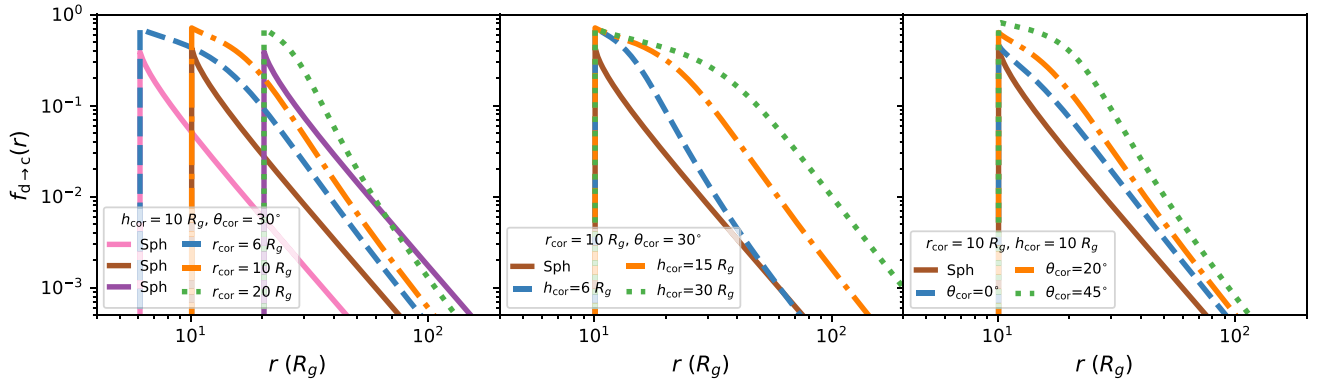 f_{d→c}(r)
10^0
10^{-1}
10^{-2}
10^{-3}
h_cor = 10 R_g, θ_cor = 30°
Sph
Sph
Sph
r_cor = 6 R_g
r_cor = 10 R_g
r_cor = 20 R_g
10^1
10^2
r (R_g)
r_cor = 10 R_g, θ_cor = 30°
Sph
h_cor=6 R_g
h_cor=15 R_g
h_cor=30 R_g
10^1
10^2
r (R_g)
r_cor = 10 R_g, h_cor = 10 R_g
Sph
θ_cor=0°
θ_cor=20°
θ_cor=45°
10^1
10^2
r (R_g)